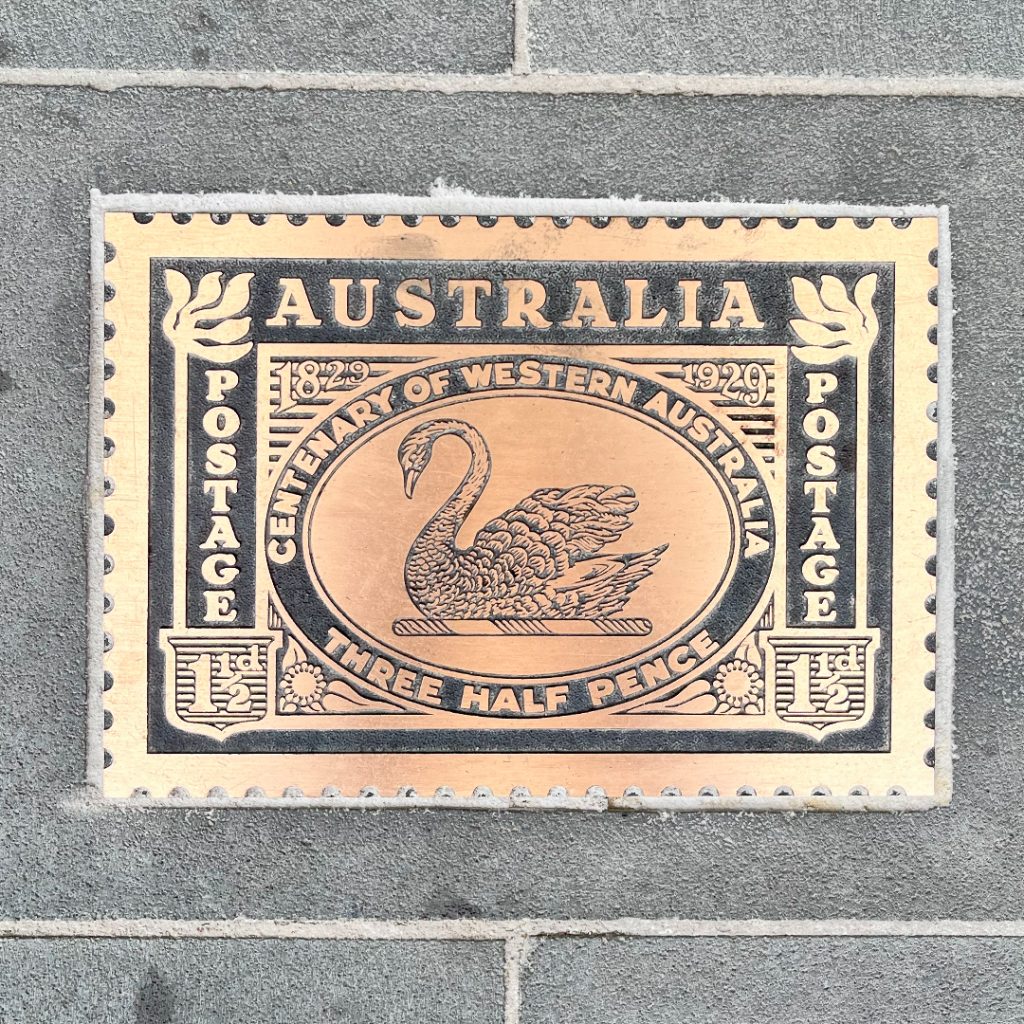 AUSTRALIA
POSTAGE
1829
1929
POSTAGE
CENTENARY OF WESTERN AUSTRALIA
THREE HALF PENCE
1½d
1½d